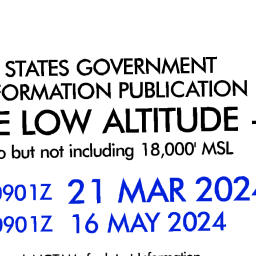 STATES GOVERNMENT
FORMATION PUBLICATION
E LOW ALTITUDE -
o but not including 18,000' MSL
0901Z 21 MAR 2024
0901Z 16 MAY 2024